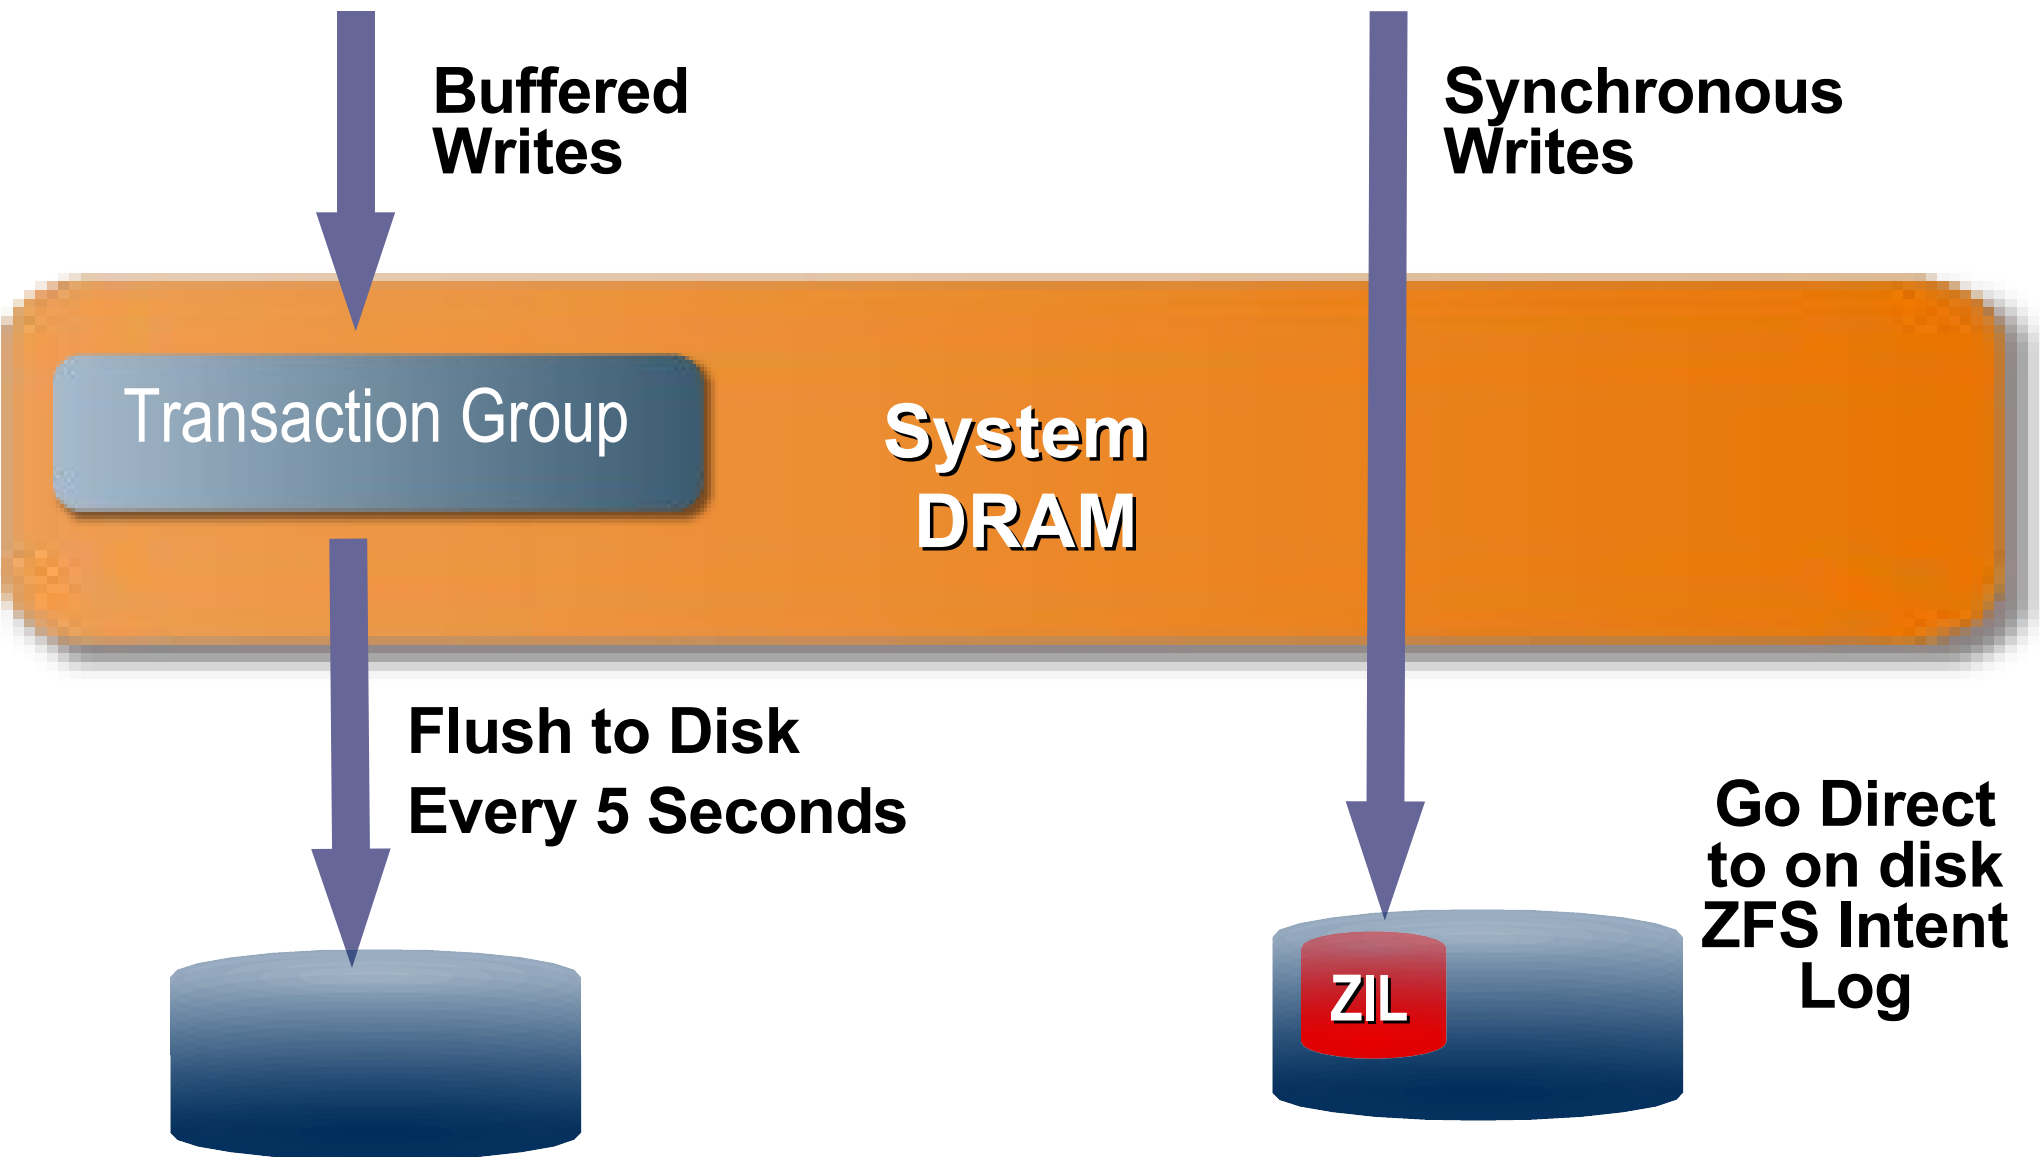 Buffered
Writes
Synchronous
Writes
Transaction Group
System
DRAM
Flush to Disk
Every 5 Seconds
Go Direct
to on disk
ZFS Intent
Log
ZIL